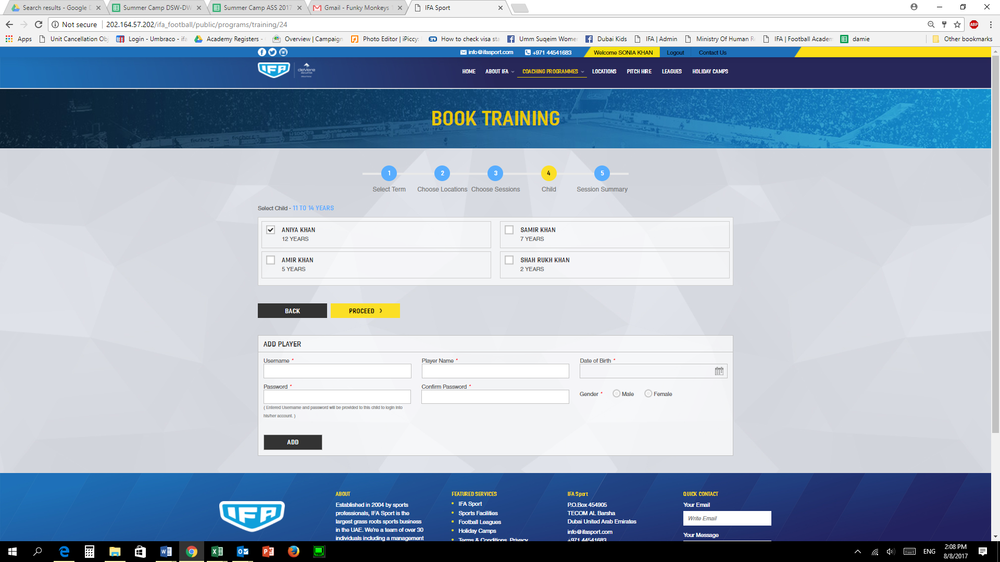 Search results - Google D
Summer Camp DSW-DW
Summer Camp ASS 2017
Gmail - Funky Monkeys
IFA Sport
Not secure
202.164.57.202/ifa_football/public/programs/training/24
ABP
Apps
Unit Cancellation Obj
Login - Umbraco - ifa
Academy Registers -
Overview | Campaign
Photo Editor | iPiccy:
How to check visa sta
Umm Suqeim Wome
Dubai Kids
IFA | Admin
Ministry Of Human R
IFA | Football Academ
damie
Other bookmarks
info@ifasport.com
+971 44541683
Welcome SONIA KHAN
Logout
Contact Us
IFA
deVere
HOME
ABOUT IFA
COACHING PROGRAMMES
LOCATIONS
PITCH HIRE
LEAGUES
HOLIDAY CAMPS
BOOK TRAINING
1
2
3
4
5
Select Term
Choose Locations
Choose Sessions
Child
Session Summary
Select Child - 11 TO 14 YEARS
ANIYA KHAN
12 YEARS
SAMIR KHAN
7 YEARS
AMIR KHAN
5 YEARS
SHAH RUKH KHAN
2 YEARS
BACK
PROCEED
ADD PLAYER
Username *
Player Name *
Date of Birth *
Password *
Confirm Password *
Gender *
Male
Female
( Entered Username and password will be provided to this child to login into
his/her account. )
ADD
IFA
ABOUT
Established in 2004 by sports
professionals, IFA Sport is the
largest grass roots sports business
in the UAE. We're a team of over 30
individuals including a management
FEATURED SERVICES
IFA Sport
Sports Facilities
Football Leagues
Holiday Camps
Terms & Conditions, Privacy
IFA Sport
P.O.Box 454905
TECOM AL Barsha
Dubai United Arab Emirates
info@ifasport.com
+971 44541683
QUICK CONTACT
Your Email
Write Email
Your Message
ENG
2:08 PM
8/8/2017